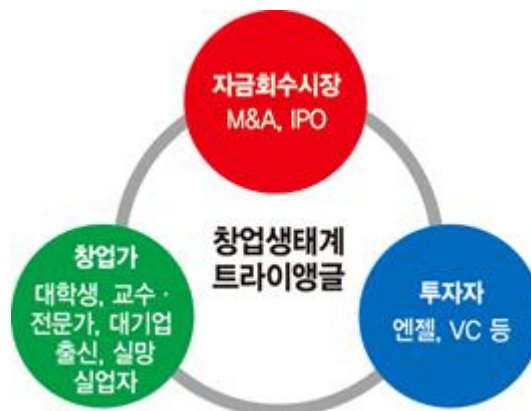 자금회수시장
M&A, IPO
창업생태계
트라이앵글
창업가
대학생, 교수 ·
전문가, 대기업
출신, 실망
실업자
투자자
엔젤, VC 등